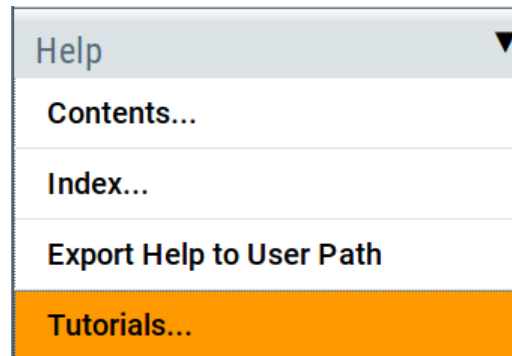 Help
Contents...
Index...
Export Help to User Path
Tutorials...